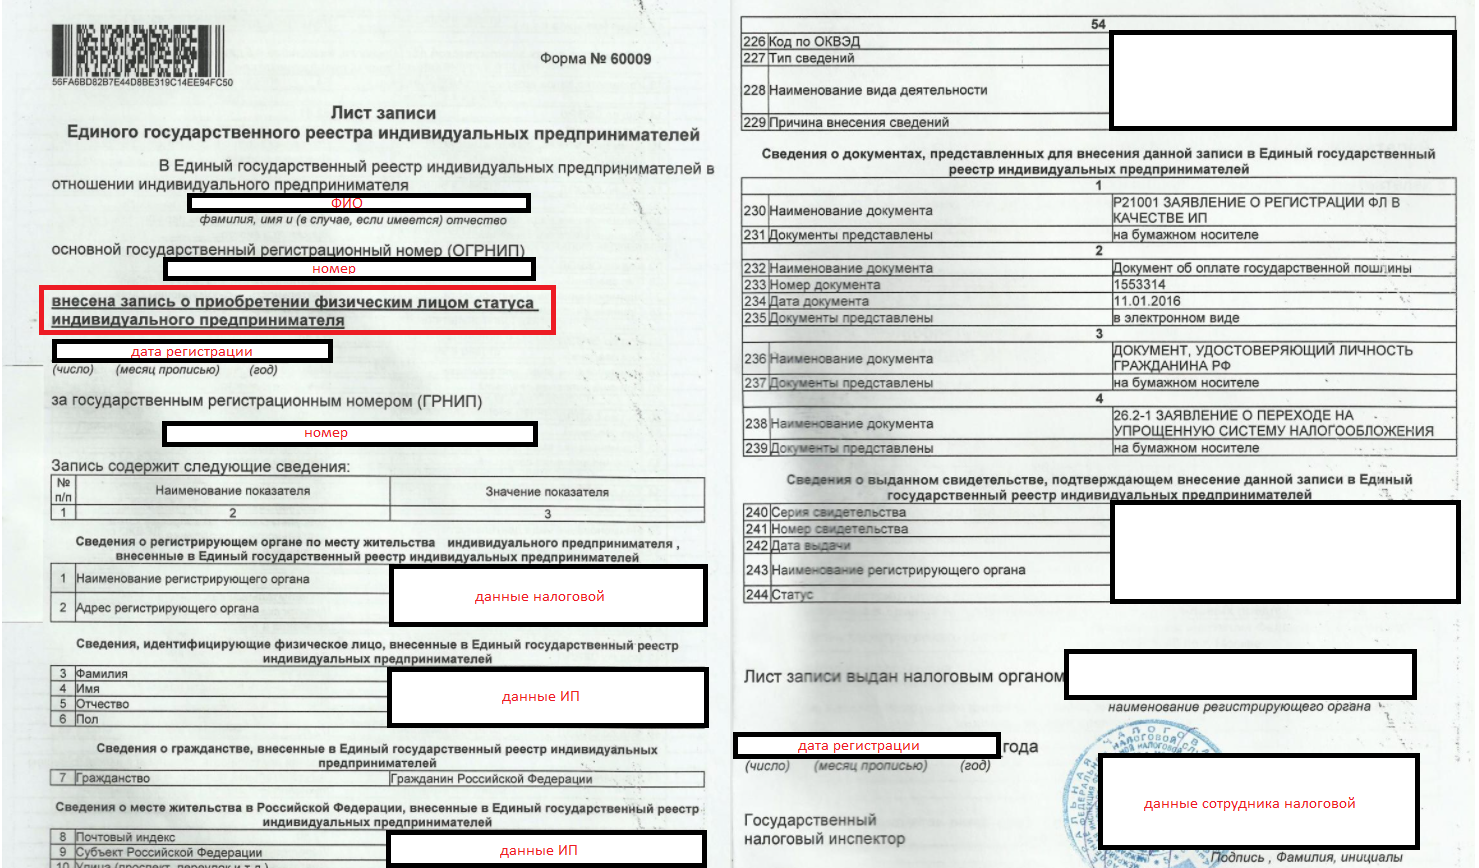 56FA6BD82B7E44D8BE319C14EE94FC50
Форма № 60009
Лист записи
Единого государственного реестра индивидуальных предпринимателей
В Единый государственный реестр индивидуальных предпринимателей в
отношении индивидуального предпринимателя
ФИО
фамилия, имя и (в случае, если имеется) отчество
основной государственный регистрационный номер (ОГРНИП)
номер
внесена запись о приобретении физическим лицом статуса
индивидуального предпринимателя
дата регистрации
(число) (месяц прописью) (год)
за государственным регистрационным номером (ГРНИП)
номер
Запись содержит следующие сведения:
№ п/п Наименование показателя Значение показателя
1 2 3
Сведения о регистрирующем органе по месту жительства индивидуального предпринимателя ,
внесенные в Единый государственный реестр индивидуальных предпринимателей
1 Наименование регистрирующего органа
данные налоговой
2 Адрес регистрирующего органа
Сведения, идентифицирующие физическое лицо, внесенные в Единый государственный реестр
индивидуальных предпринимателей
3 Фамилия
4 Имя
данные ИП
5 Отчество
6 Пол
Сведения о гражданстве, внесенные в Единый государственный реестр индивидуальных
предпринимателей
7 Гражданство Гражданин Российской Федерации
Сведения о месте жительства в Российской Федерации, внесенные в Единый государственный реестр
индивидуальных предпринимателей
8 Почтовый индекс
данные ИП
9 Субъект Российской Федерации
10 Улица (проспект, переулок и т.д.)
54
226 Код по ОКВЭД
227 Тип сведений
228 Наименование вида деятельности
229 Причина внесения сведений
Сведения о документах, представленных для внесения данной записи в Единый государственный
реестр индивидуальных предпринимателей
1
230 Наименование документа Р21001 ЗАЯВЛЕНИЕ О РЕГИСТРАЦИИ ФЛ В
КАЧЕСТВЕ ИП
231 Документы представлены на бумажном носителе
2
232 Наименование документа Документ об оплате государственной пошлины
233 Номер документа 1553314
234 Дата документа 11.01.2016
235 Документы представлены в электронном виде
3
236 Наименование документа ДОКУМЕНТ, УДОСТОВЕРЯЮЩИЙ ЛИЧНОСТЬ
ГРАЖДАНИНА РФ
237 Документы представлены на бумажном носителе
4
238 Наименование документа 26.2-1 ЗАЯВЛЕНИЕ О ПЕРЕХОДЕ НА
УПРОЩЕННУЮ СИСТЕМУ НАЛОГООБЛОЖЕНИЯ
239 Документы представлены на бумажном носителе
Сведения о выданном свидетельстве, подтверждающем внесение данной записи в Единый
государственный реестр индивидуальных предпринимателей
240 Серия свидетельства
241 Номер свидетельства
242 Дата выдачи
243 Наименование регистрирующего органа
244 Статус
Лист записи выдан налоговым органом
наименование регистрирующего органа
дата регистрации года
(число) (месяц прописью) (год)
данные сотрудника налоговой
Государственный
налоговый инспектор
Подпись , Фамилия, инициалы